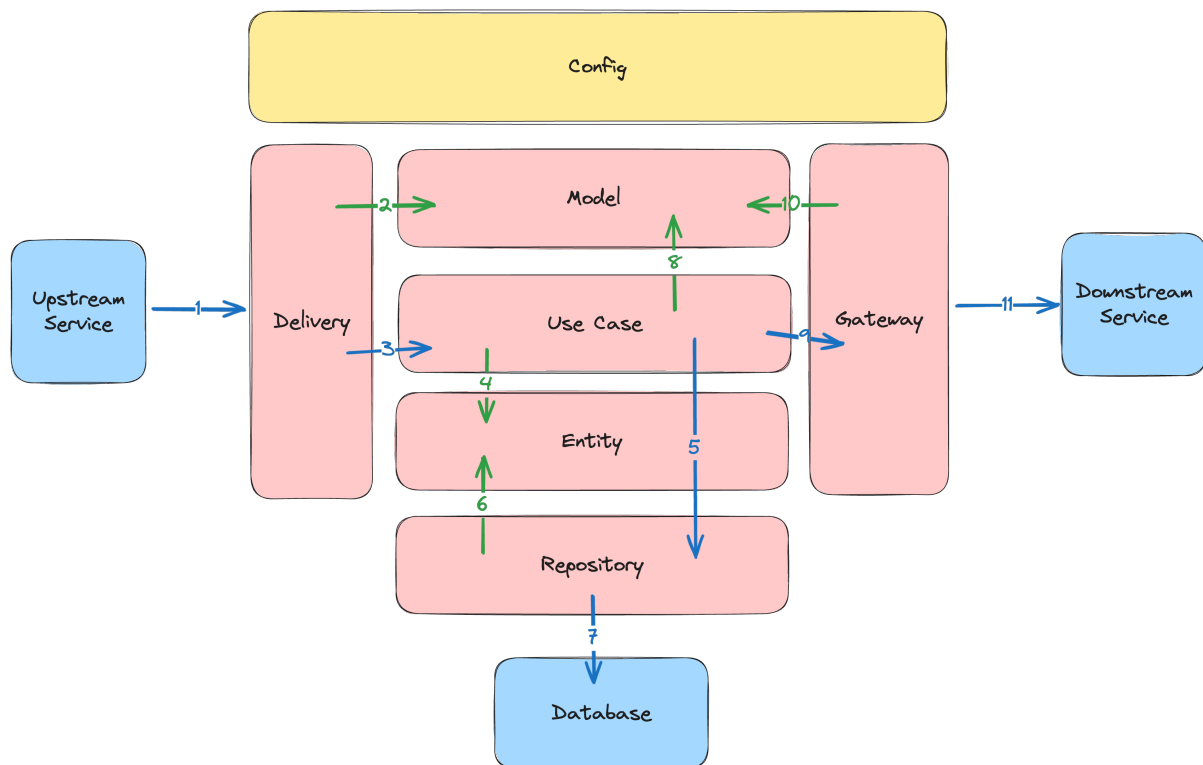 Config
Model
2
10
8
Upstream
Service
1
Delivery
3
Use Case
9
Gateway
11
Downstream
Service
4
Entity
5
6
Repository
7
Database